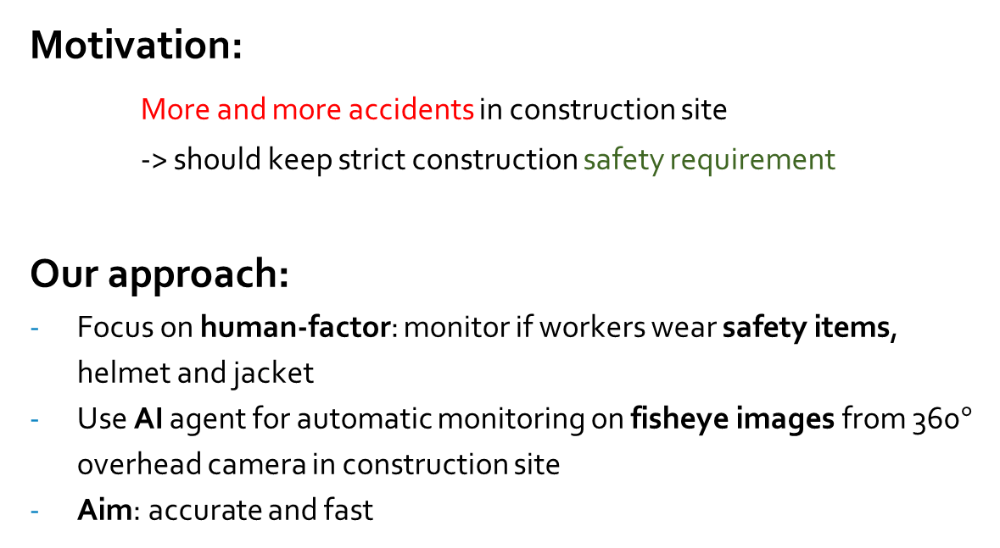 Motivation:
More and more accidents in construction site
-> should keep strict construction safety requirement
Our approach:
- Focus on human-factor: monitor if workers wear safety items,
helmet and jacket
- Use AI agent for automatic monitoring on fisheye images from 360°
overhead camera in construction site
- Aim: accurate and fast